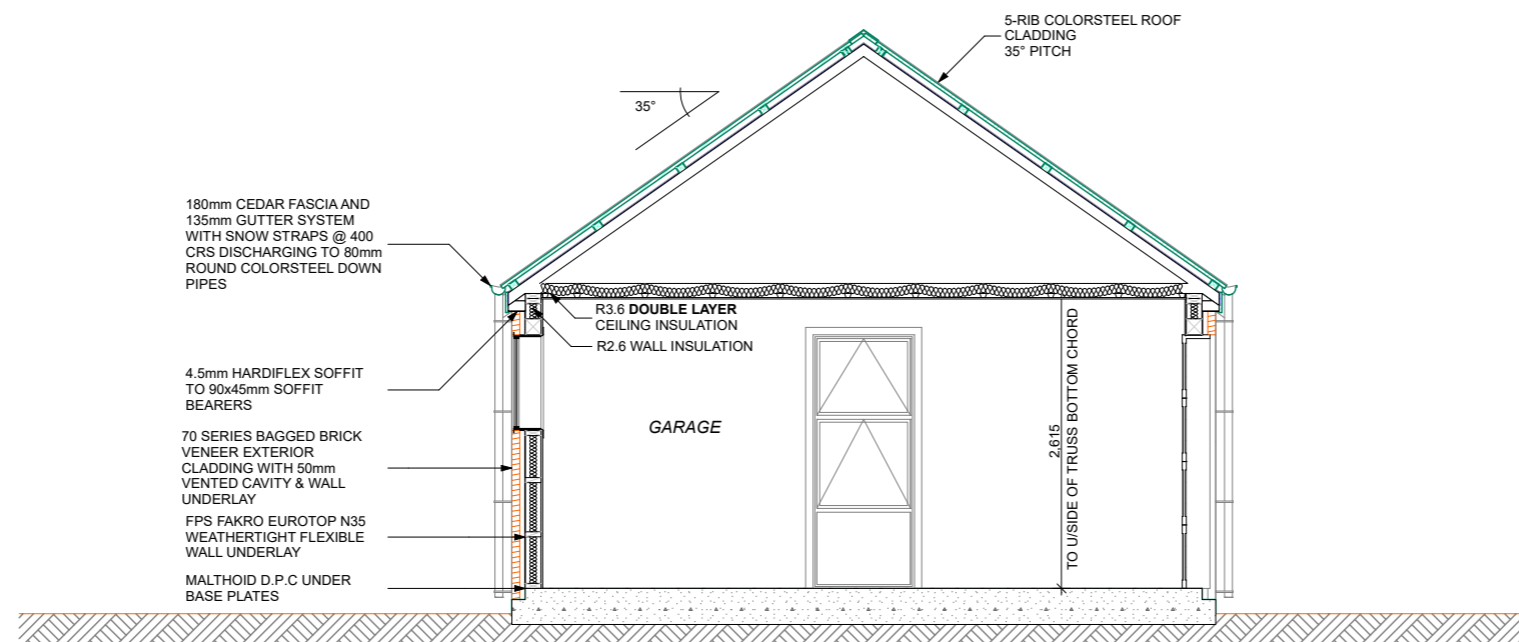 5-RIB COLORSTEEL ROOF
CLADDING
35° PITCH
35°
180mm CEDAR FASCIA AND
135mm GUTTER SYSTEM
WITH SNOW STRAPS @ 400
CRS DISCHARGING TO 80mm
ROUND COLORSTEEL DOWN
PIPES
R3.6 DOUBLE LAYER
CEILING INSULATION
R2.6 WALL INSULATION
4.5mm HARDIFLEX SOFFIT
TO 90x45mm SOFFIT
BEARERS
GARAGE
2,615
TO U/SIDE OF TRUSS BOTTOM CHORD
70 SERIES BAGGED BRICK
VENEER EXTERIOR
CLADDING WITH 50mm
VENTED CAVITY & WALL
UNDERLAY
FPS FAKRO EUROTOP N35
WEATHERTIGHT FLEXIBLE
WALL UNDERLAY
MALTHOID D.P.C UNDER
BASE PLATES